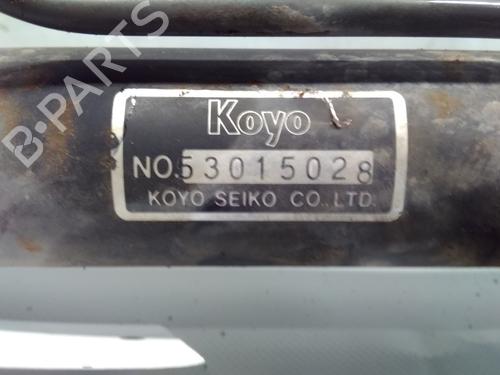 B-PARTS
Koyo
NO.53015028
KOYO SEIKO CO.,LTD.